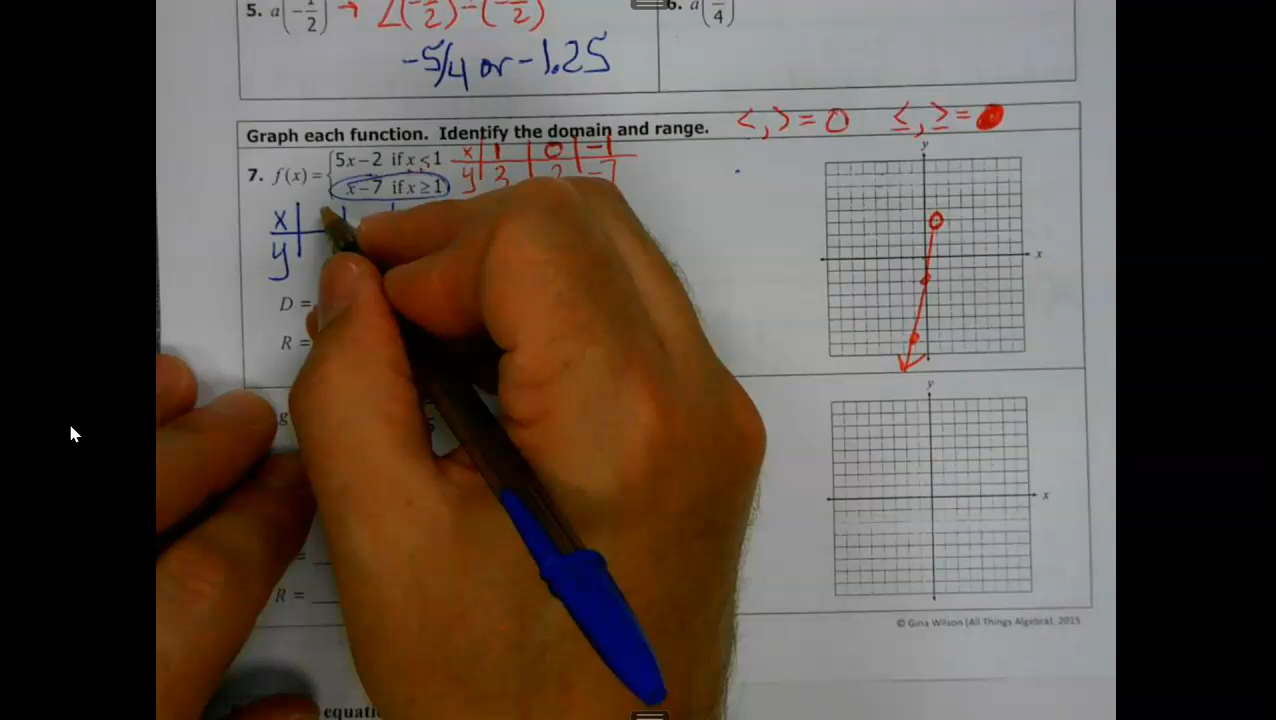 5. a(-1/2) → 2(-1/2) - (-1/2)
6. a( /4)
-5/4 or -1.25
Graph each function. Identify the domain and range. <, > = O ≤, ≥ = ●
7. f(x) = { 5x-2 if x < 1
x-7 if x ≥ 1
x 1 0 -1
y 3 2 -7
x
y
D =
R =
y
x
y
x
g
R = __
© Gina Wilson (All Things Algebra), 2015